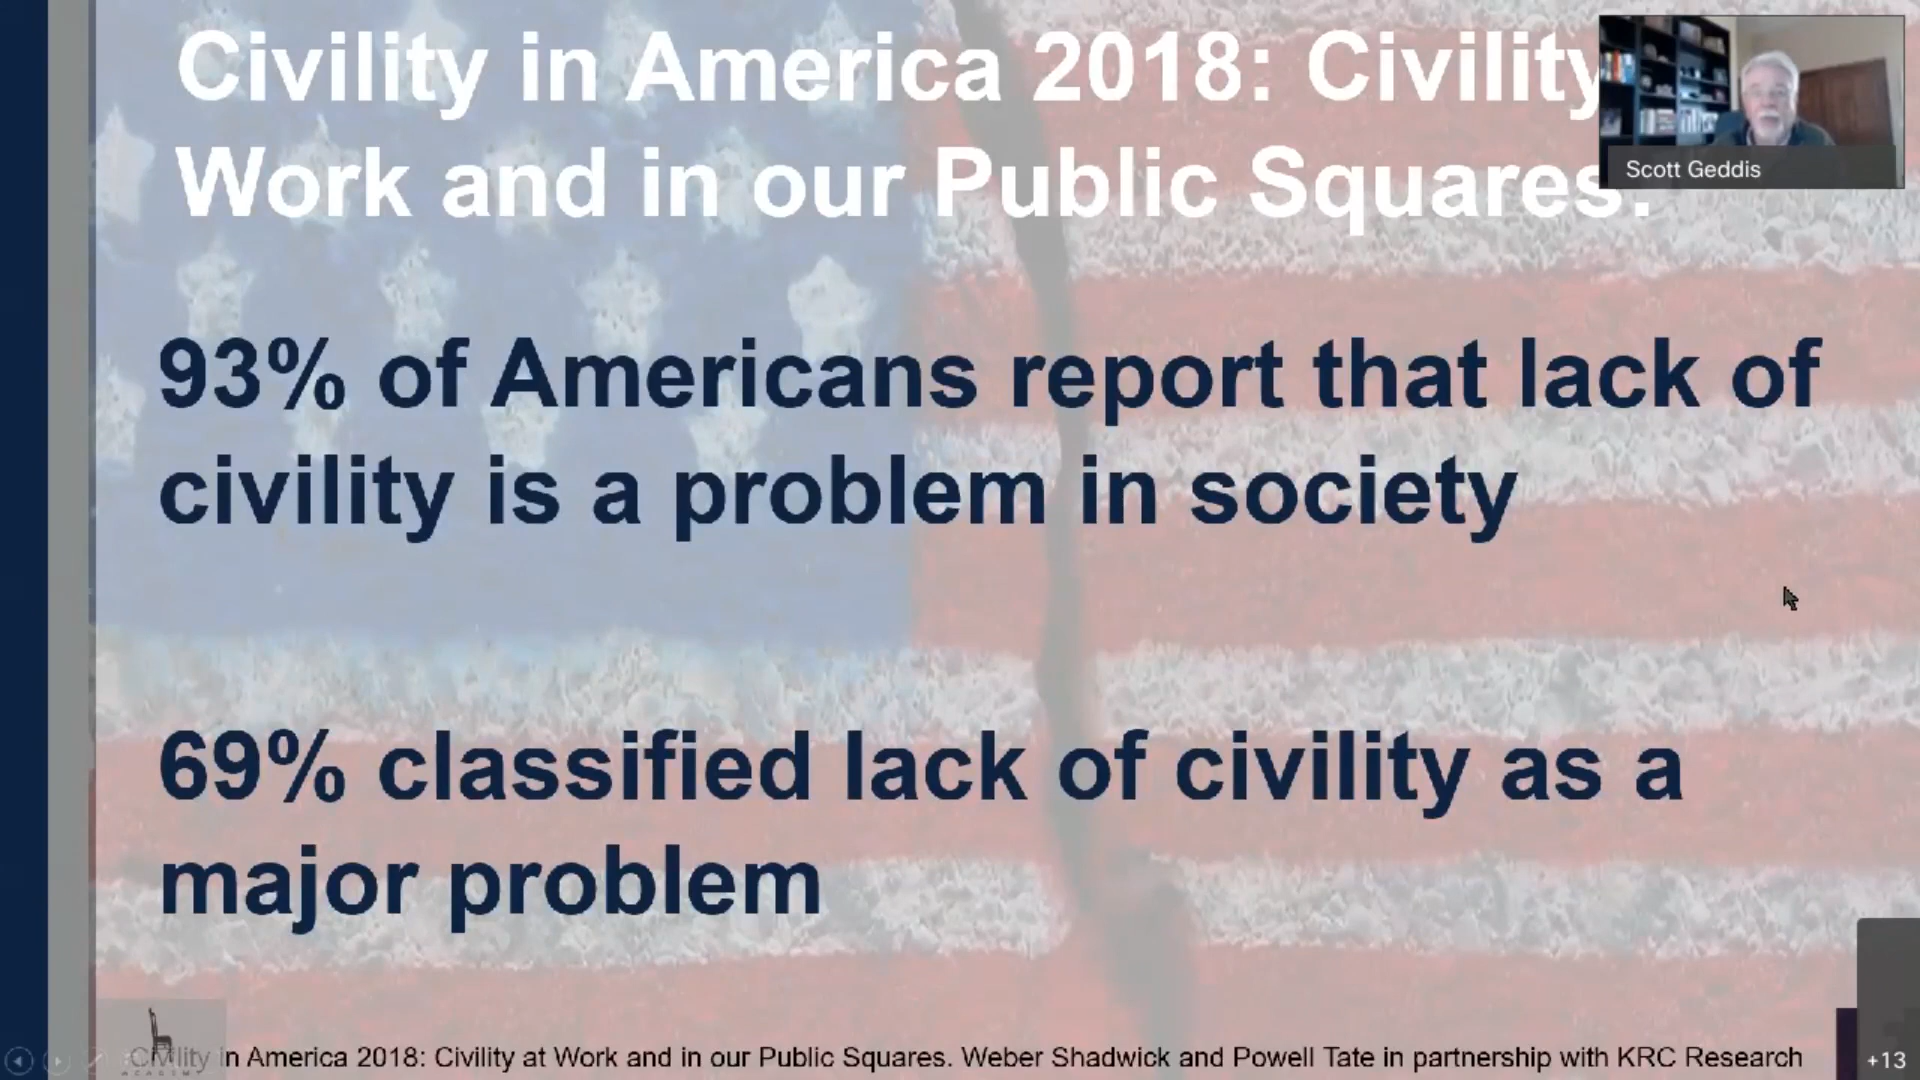 Civility in America 2018: Civility
Work and in our Public Squares.
Scott Geddis
93% of Americans report that lack of
civility is a problem in society
69% classified lack of civility as a
major problem
Civility in America 2018: Civility at Work and in our Public Squares. Weber Shadwick and Powell Tate in partnership with KRC Research
ACADEMY
+13